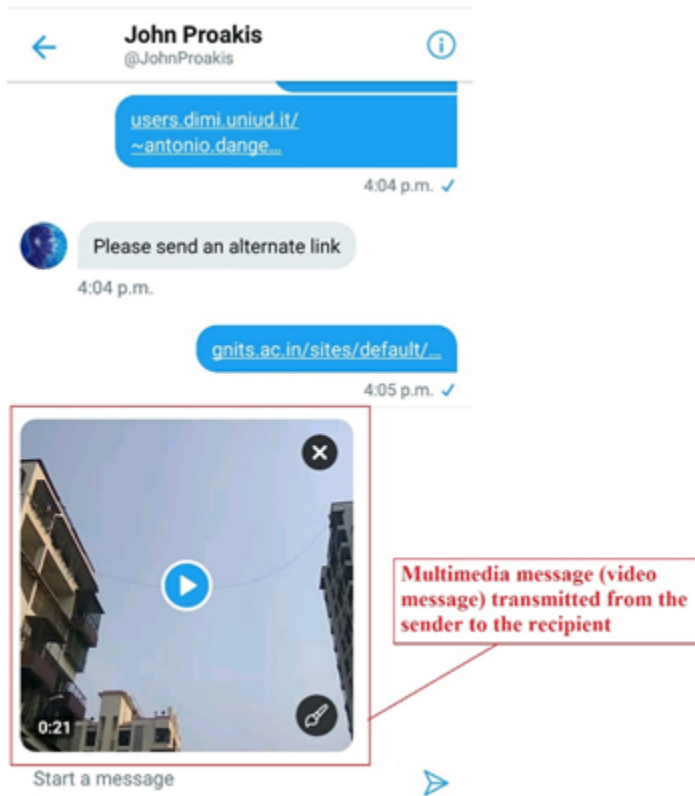 John Proakis
@JohnProakis
users.dimi.uniud.it/
~antonio.dange...
4:04 p.m.
Please send an alternate link
4:04 p.m.
gnits.ac.in/sites/default/...
4:05 p.m.
Multimedia message (video
message) transmitted from the
sender to the recipient
0:21
Start a message